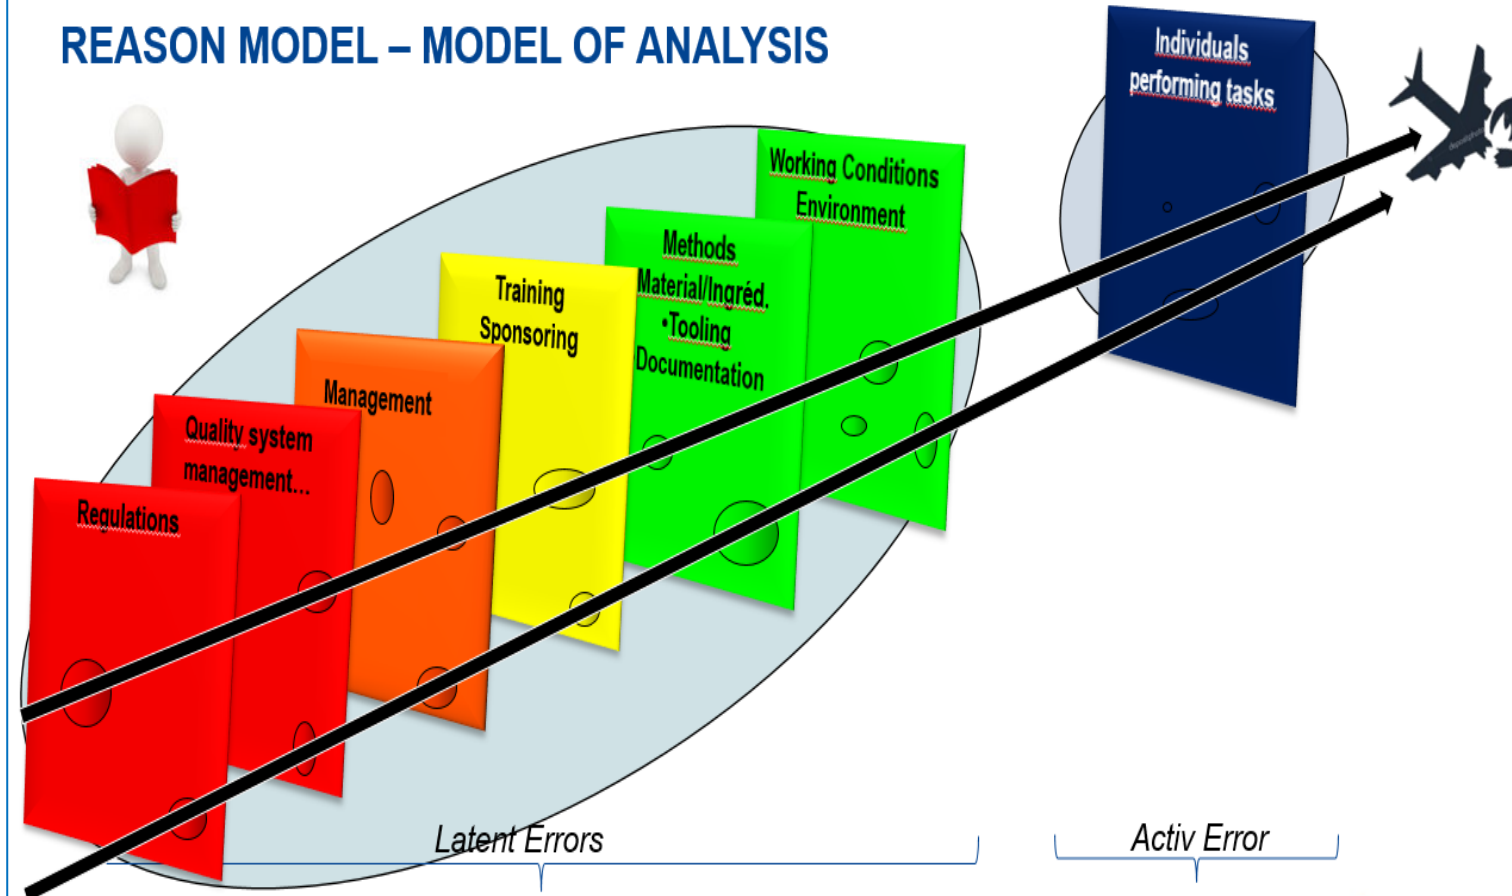 REASON MODEL – MODEL OF ANALYSIS
Individuals
performing tasks
Working Conditions
Environment
Methods
Material/Ingréd.
•Tooling
Documentation
Training
Sponsoring
Management
Quality system
management...
Regulations
Latent Errors
Activ Error